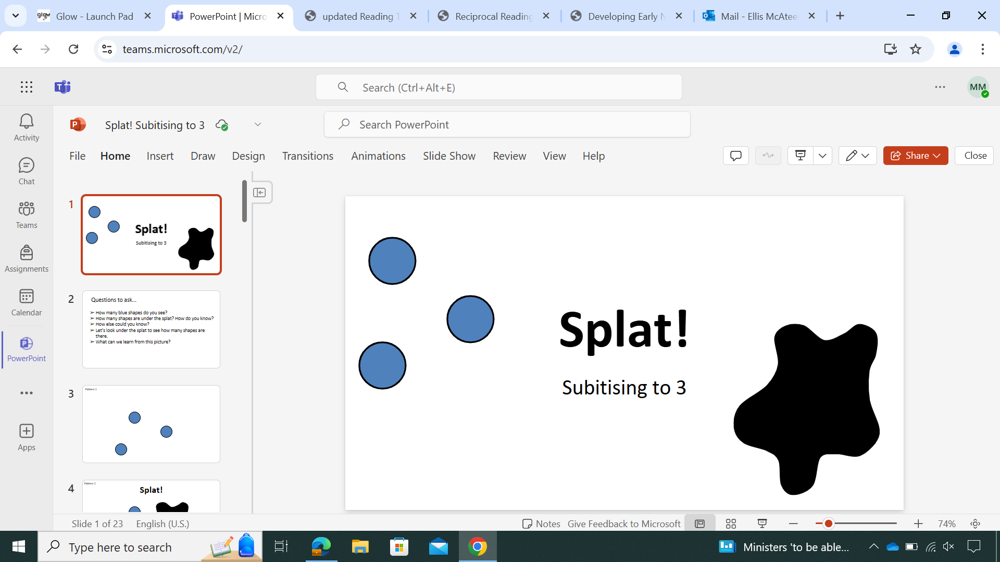 glow
Glow - Launch Pad
PowerPoint | Micro
updated Reading T
Reciprocal Reading
Developing Early N
Mail - Ellis McAtee
teams.microsoft.com/v2/
Search (Ctrl+Alt+E)
MM
Activity
Chat
Teams
Assignments
Calendar
PowerPoint
Apps
Splat! Subitising to 3
Search PowerPoint
File Home Insert Draw Design Transitions Animations Slide Show Review View Help
Share
Close
1
Splat!
Subitising to 3
2
Questions to ask...
➢ How many blue shapes do you see?
➢ How many shapes are under the splat? How do you know?
➢ How else could you know?
➢ Let's look under the splat to see how many shapes are
there.
➢ What can we learn from this picture?
3
Pattern 1
4
Pattern 1
Splat!
Splat!
Subitising to 3
Slide 1 of 23
English (U.S.)
Notes
Give Feedback to Microsoft
74%
Type here to search
Ministers 'to be able...